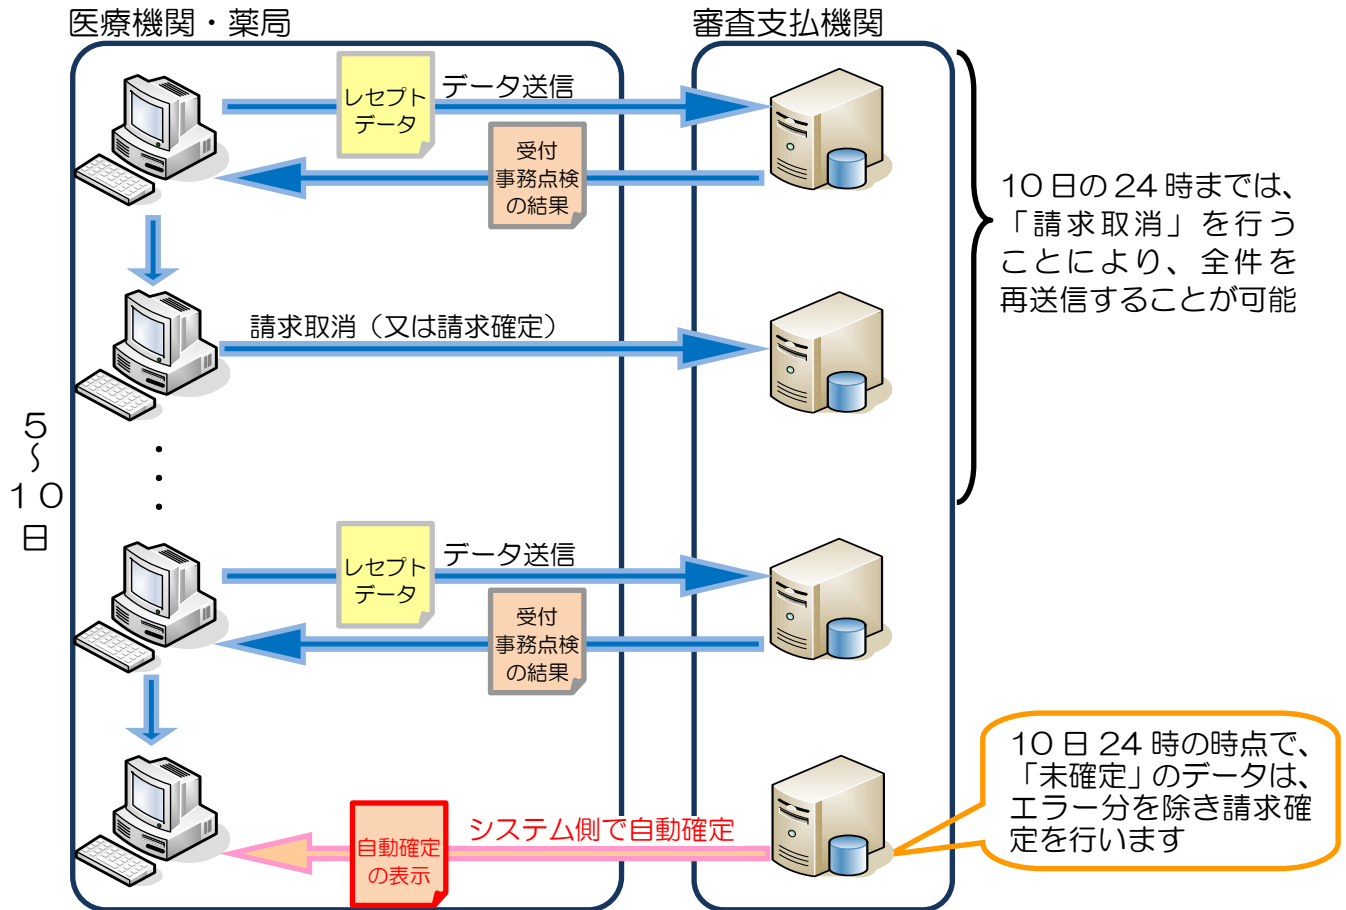 医療機関・薬局
審査支払機関
レセプト
データ
データ送信
受付
事務点検
の結果
10日の24時までは、
「請求取消」を行う
ことにより、全件を
再送信することが可能
請求取消（又は請求確定）
5
～
10
日
・
・
・
レセプト
データ
データ送信
受付
事務点検
の結果
自動確定
の表示
システム側で自動確定
10日24時の時点で、
「未確定」のデータは、
エラー分を除き請求確
定を行います